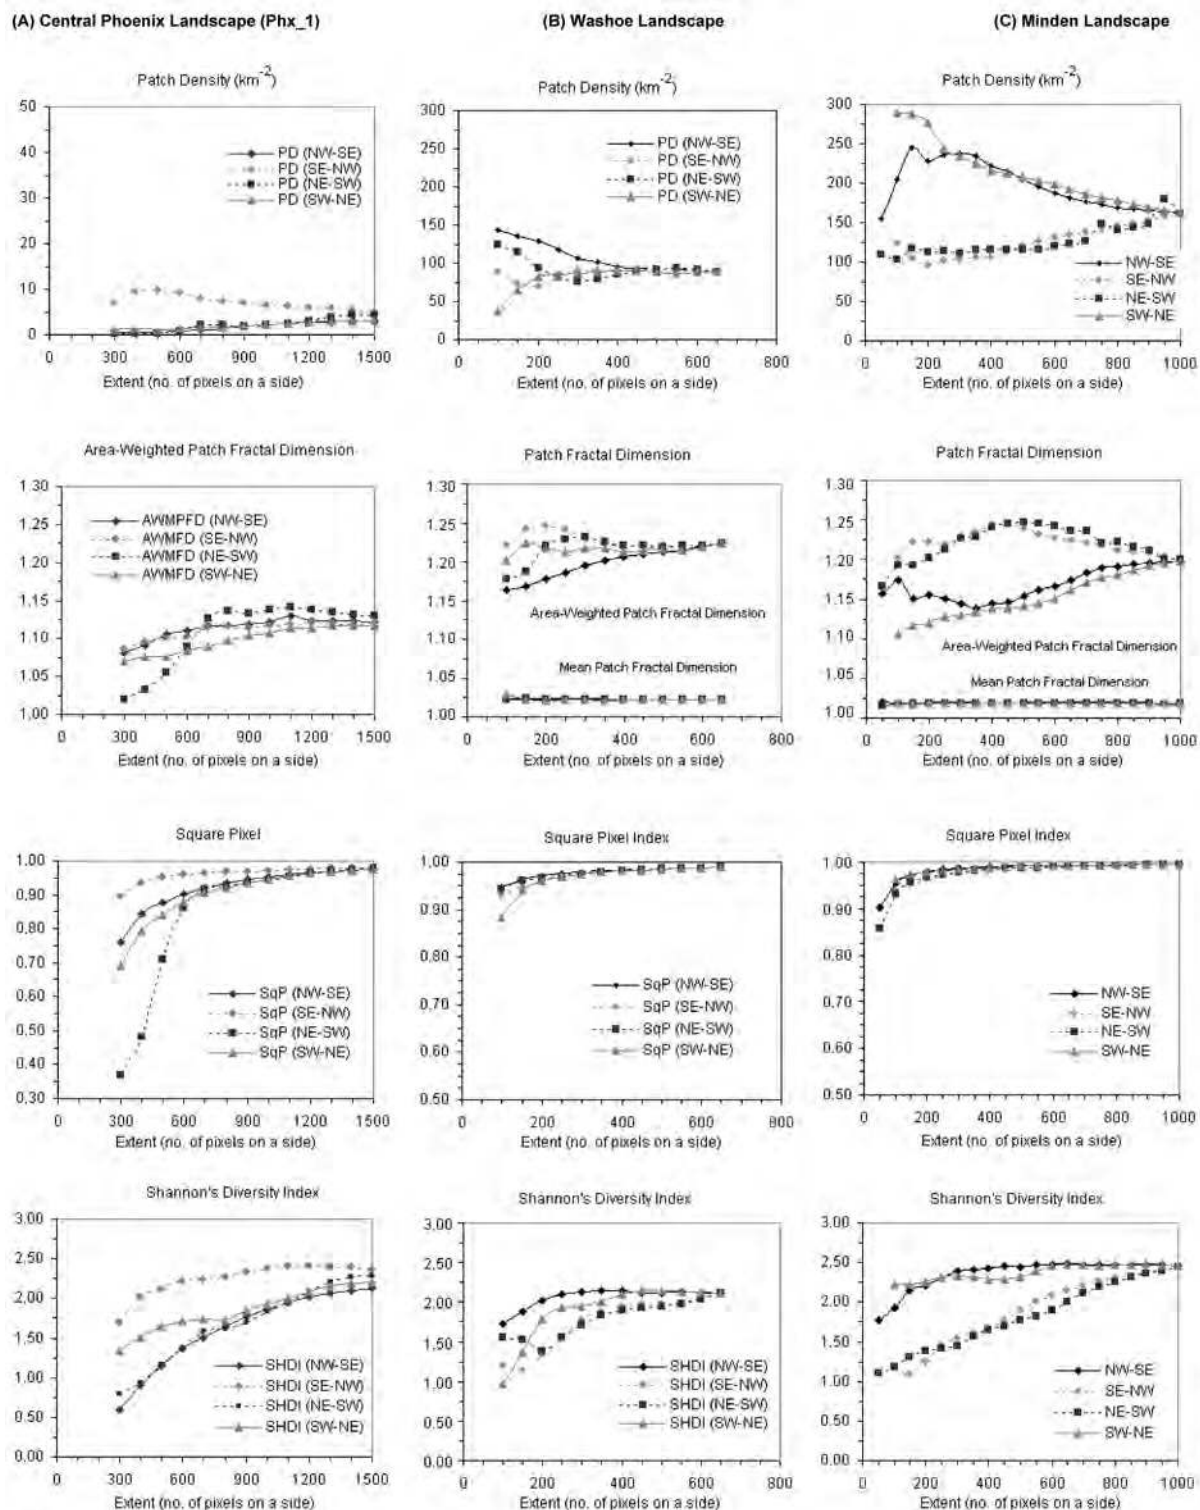 (A) Central Phoenix Landscape (Phx_1)
(B) Washoe Landscape
(C) Minden Landscape
Patch Density (km-2)
50
40
30
20
10
0
PD (NW-SE)
PD (SE-NW)
PD (NE-SW)
PD (SW-NE)
0 300 600 900 1200 1500
Extent (no. of pixels on a side)
Patch Density (km-2)
300
250
200
150
100
50
0
PD (NW-SE)
PD (SE-NW)
PD (NE-SW)
PD (SW-NE)
0 200 400 600 800
Extent (no. of pixels on a side)
Patch Density (km-2)
300
250
200
150
100
50
0
NW-SE
SE-NW
NE-SW
SW-NE
0 200 400 600 800 1000
Extent (no. of pixels on a side)
Area-Weighted Patch Fractal Dimension
1.30
1.25
1.20
1.15
1.10
1.05
1.00
AWMPFD (NW-SE)
AWMFD (SE-NW)
AWMFD (NE-SW)
AWMFD (SW-NE)
0 300 600 900 1200 1500
Extent (no. of pixels on a side)
Patch Fractal Dimension
1.30
1.25
1.20
1.15
1.10
1.05
1.00
Area-Weighted Patch Fractal Dimension
Mean Patch Fractal Dimension
0 200 400 600 800
Extent (no. of pixels on a side)
Patch Fractal Dimension
1.30
1.25
1.20
1.15
1.10
1.05
1.00
Area-Weighted Patch Fractal Dimension
Mean Patch Fractal Dimension
0 200 400 600 800 1000
Extent (no. of pixels on a side)
Square Pixel
1.00
0.90
0.80
0.70
0.60
0.50
0.40
0.30
SqP (NW-SE)
SqP (SE-NW)
SqP (NE-SW)
SqP (SW-NE)
0 300 600 900 1200 1500
Extent (no. of pixels on a side)
Square Pixel Index
1.00
0.90
0.80
0.70
0.60
0.50
SqP (NW-SE)
SqP (SE-NW)
SqP (NE-SW)
SqP (SW-NE)
0 200 400 600 800
Extent (no. of pixels on a side)
Square Pixel Index
1.00
0.90
0.80
0.70
0.60
0.50
NW-SE
SE-NW
NE-SW
SW-NE
0 200 400 600 800 1000
Extent (no. of pixels on a side)
Shannon's Diversity Index
3.00
2.50
2.00
1.50
1.00
0.50
0.00
SHDI (NW-SE)
SHDI (SE-NW)
SHDI (NE-SW)
SHDI (SW-NE)
0 300 600 900 1200 1500
Extent (no. of pixels on a side)
Shannon's Diversity Index
3.00
2.50
2.00
1.50
1.00
0.50
0.00
SHDI (NW-SE)
SHDI (SE-NW)
SHDI (NE-SW)
SHDI (SW-NE)
0 200 400 600 800
Extent (no. of pixels on a side)
Shannon's Diversity Index
3.00
2.50
2.00
1.50
1.00
0.50
0.00
NW-SE
SE-NW
NE-SW
SW-NE
0 200 400 600 800 1000
Extent (no. of pixels on a side)